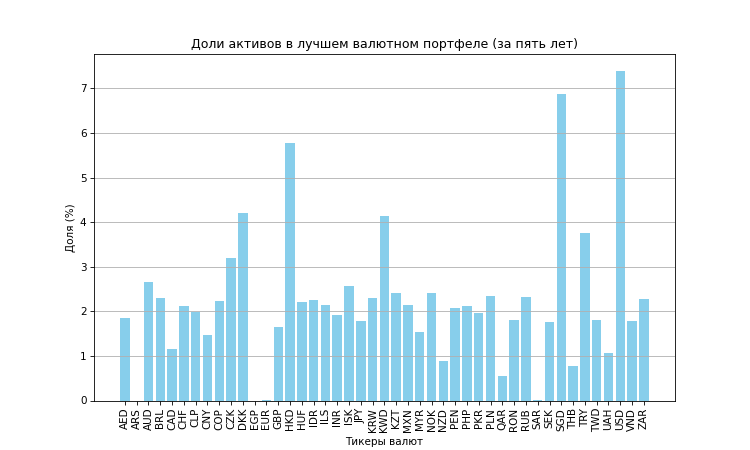 Доли активов в лучшем валютном портфеле (за пять лет)
Доля (%)
7
6
5
4
3
2
1
0
AED
ARS
AUD
BRL
CAD
CHF
CLP
CNY
COP
CZK
DKK
EGP
EUR
GBP
HKD
HUF
IDR
ILS
INR
ISK
JPY
KRW
KWD
KZT
MXN
MYR
NOK
NZD
PEN
PHP
PKR
PLN
QAR
RON
RUB
SAR
SEK
SGD
THB
TRY
TWD
UAH
USD
VND
ZAR
Тикеры валют